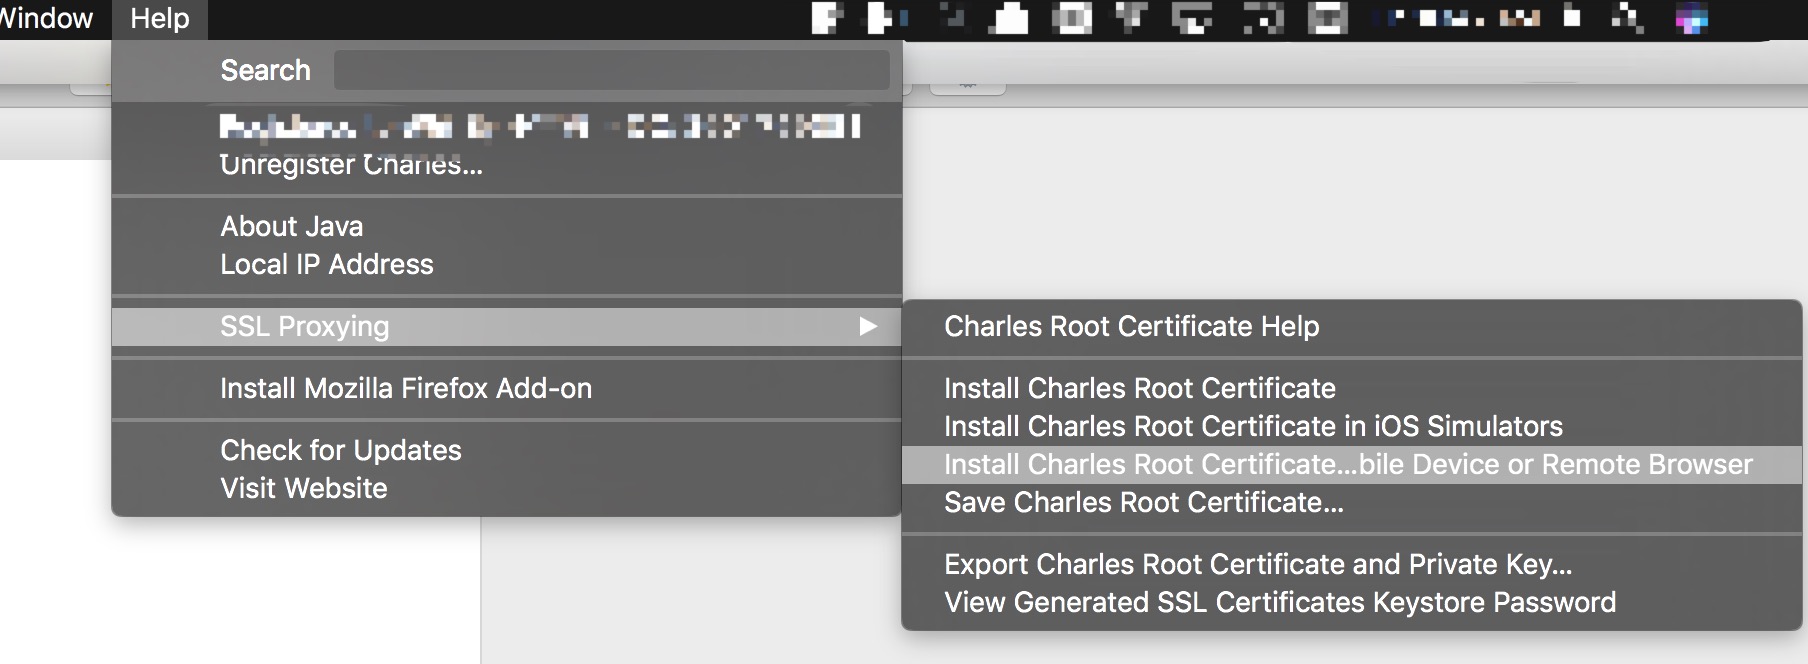 Window Help
Search
Unregister Charles...
About Java
Local IP Address
SSL Proxying
Install Mozilla Firefox Add-on
Check for Updates
Visit Website
Charles Root Certificate Help
Install Charles Root Certificate
Install Charles Root Certificate in iOS Simulators
Install Charles Root Certificate...bile Device or Remote Browser
Save Charles Root Certificate...
Export Charles Root Certificate and Private Key...
View Generated SSL Certificates Keystore Password